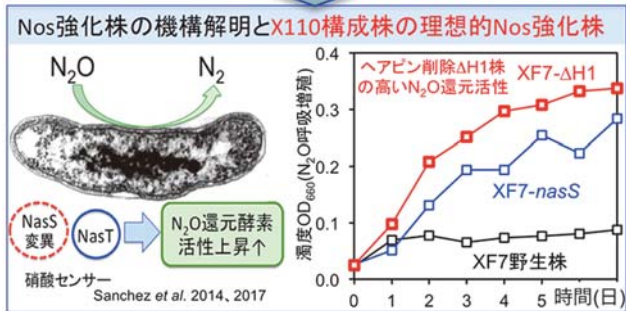 Nos強化株の機構解明とX110構成株の理想的Nos強化株
N₂O N₂
NasS
変異
NasT
N₂O還元酵素
活性上昇↑
硝酸センサー
Sanchez et al. 2014、2017
濁度OD₆₆₀(N₂O呼吸増殖)
0.4
0.3
0.2
0.1
0.0
ヘアピン削除ΔH1株
の高いN₂O還元活性
XF7-ΔH1
XF7-nasS
XF7野生株
0 1 2 3 4 5 時間(日)